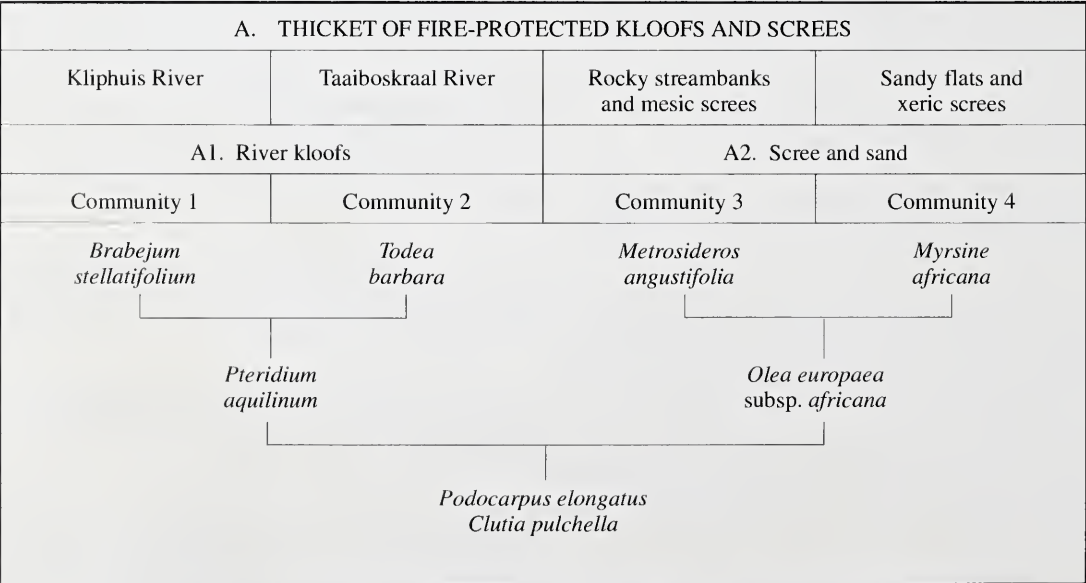 A. THICKET OF FIRE-PROTECTED KLOOFS AND SCREES
Kliphuis River
Taaiboskraal River
Rocky streambanks
and mesic screes
Sandy flats and
xeric screes
A1. River kloofs
A2. Scree and sand
Community 1
Community 2
Community 3
Community 4
Brabejum
stellatifolium
Todea
barbara
Metrosideros
angustifolia
Myrsine
africana
Pteridium
aquilinum
Olea europaea
subsp. africana
Podocarpus elongatus
Clutia pulchella